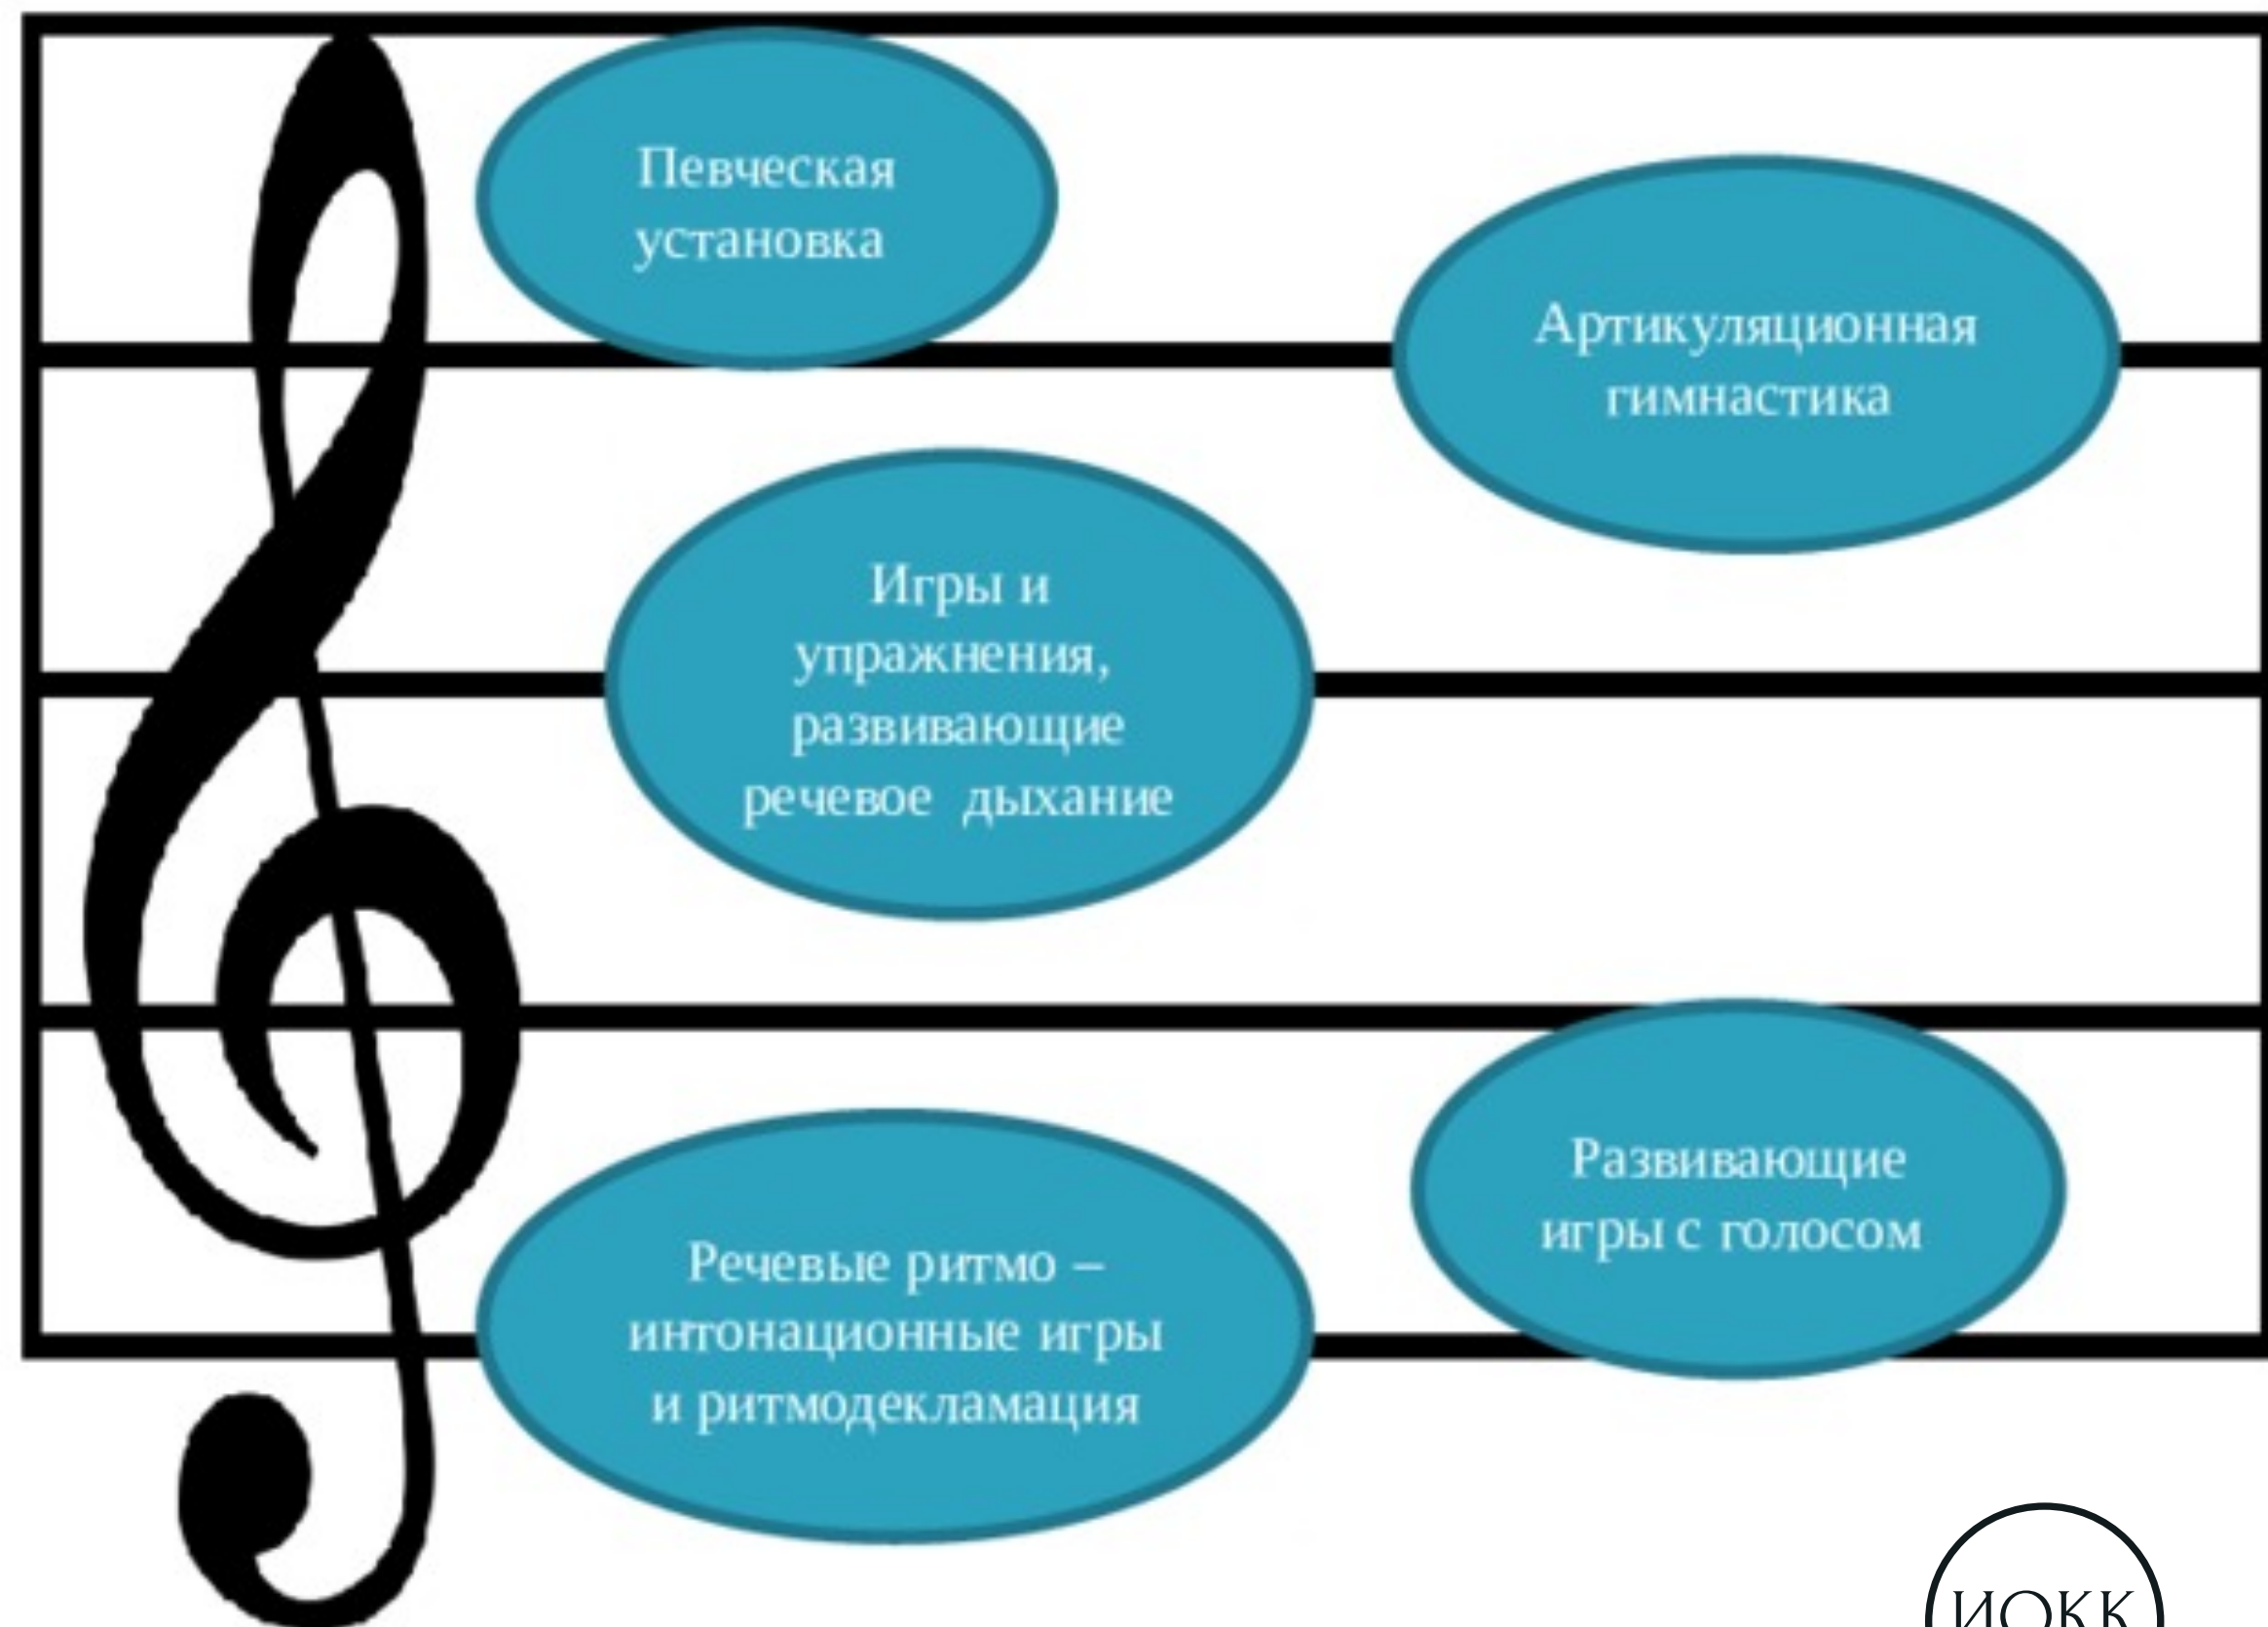 Певческая
установка
Артикуляционная
гимнастика
Игры и
упражнения,
развивающие
речевое дыхание
Развивающие
игры с голосом
Речевые ритмо –
интонационные игры
и ритмодекламация
ИОКК